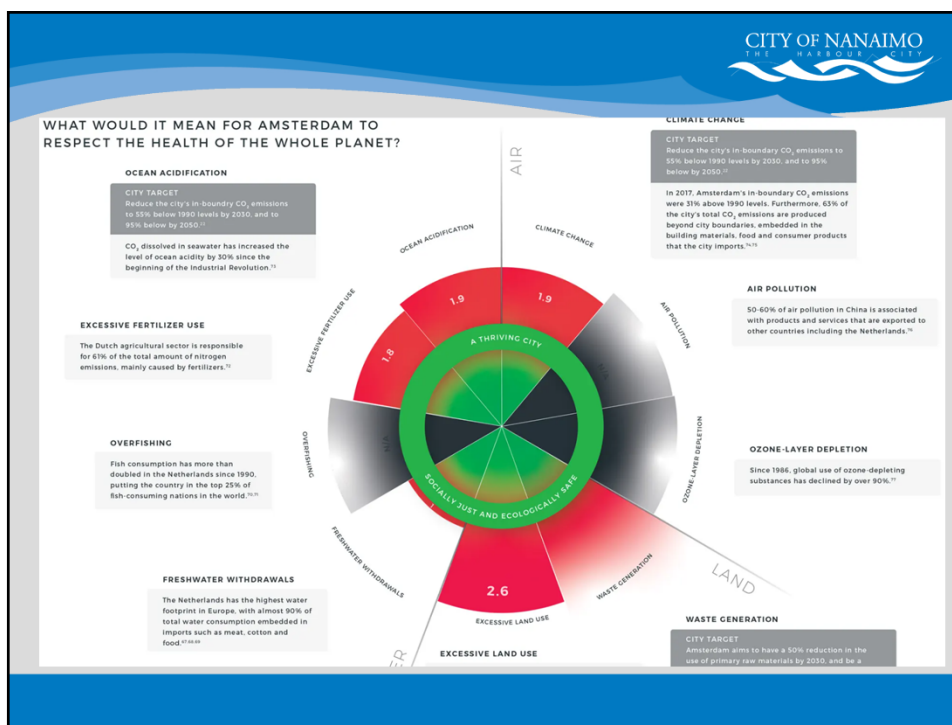 CITY OF NANAIMO
THE HARBOUR CITY
WHAT WOULD IT MEAN FOR AMSTERDAM TO
RESPECT THE HEALTH OF THE WHOLE PLANET?
OCEAN ACIDIFICATION
CITY TARGET
Reduce the city's in-boundry CO₂ emissions
to 55% below 1990 levels by 2030, and to
95% below by 2050.
CO₂ dissolved in seawater has increased the
level of ocean acidity by 30% since the
beginning of the Industrial Revolution.
EXCESSIVE FERTILIZER USE
The Dutch agricultural sector is responsible
for 61% of the total amount of nitrogen
emissions, mainly caused by fertilizers.
OVERFISHING
Fish consumption has more than
doubled in the Netherlands since 1990,
putting the country in the top 25% of
fish-consuming nations in the world.
FRESHWATER WITHDRAWALS
The Netherlands has the highest water
footprint in Europe, with almost 90% of
total water consumption embedded in
imports such as meat, cotton and
food.
AIR
OCEAN ACIDIFICATION
CLIMATE CHANGE
EXCESSIVE FERTILIZER USE
AIR POLLUTION
OVERFISHING
OZONE-LAYER DEPLETION
FRESHWATER WITHDRAWALS
EXCESSIVE LAND USE
WASTE GENERATION
1.9
1.9
1.8
2.6
A THRIVING CITY
SOCIALLY JUST AND ECOLOGICALLY SAFE
LAND
EXCESSIVE LAND USE
CLIMATE CHANGE
CITY TARGET
Reduce the city's in-boundary CO₂ emissions to
55% below 1990 levels by 2030, and to 95%
below by 2050.
In 2017, Amsterdam's in-boundary CO₂ emissions
were 31% above 1990 levels. Furthermore, 63% of
the city's total CO₂ emissions are produced
beyond city boundaries, embedded in the
building materials, food and consumer products
that the city imports.
AIR POLLUTION
50-60% of air pollution in China is associated
with products and services that are exported to
other countries including the Netherlands.
OZONE-LAYER DEPLETION
Since 1986, global use of ozone-depleting
substances has declined by over 90%.
WASTE GENERATION
CITY TARGET
Amsterdam aims to have a 50% reduction in the
use of primary raw materials by 2030, and be a